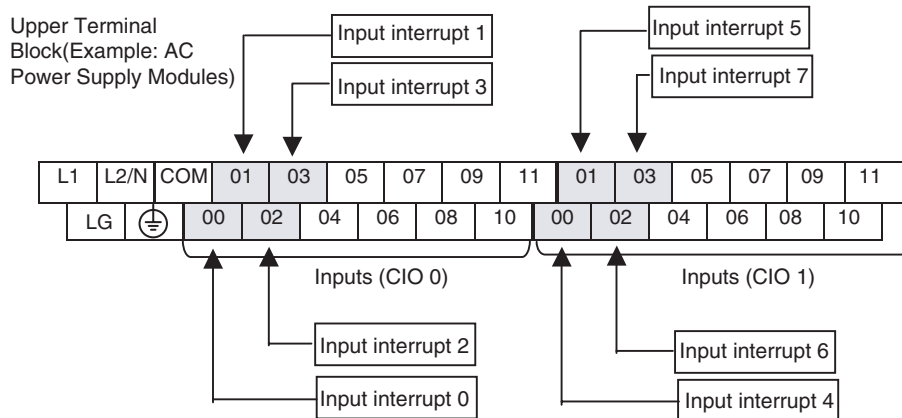 Upper Terminal
Block(Example: AC
Power Supply Modules)
Input interrupt 1
Input interrupt 3
Input interrupt 5
Input interrupt 7
L1 L2/N COM 01 03 05 07 09 11 01 03 05 07 09 11
LG 00 02 04 06 08 10 00 02 04 06 08 10
Inputs (CIO 0)
Inputs (CIO 1)
Input interrupt 2
Input interrupt 0
Input interrupt 6
Input interrupt 4